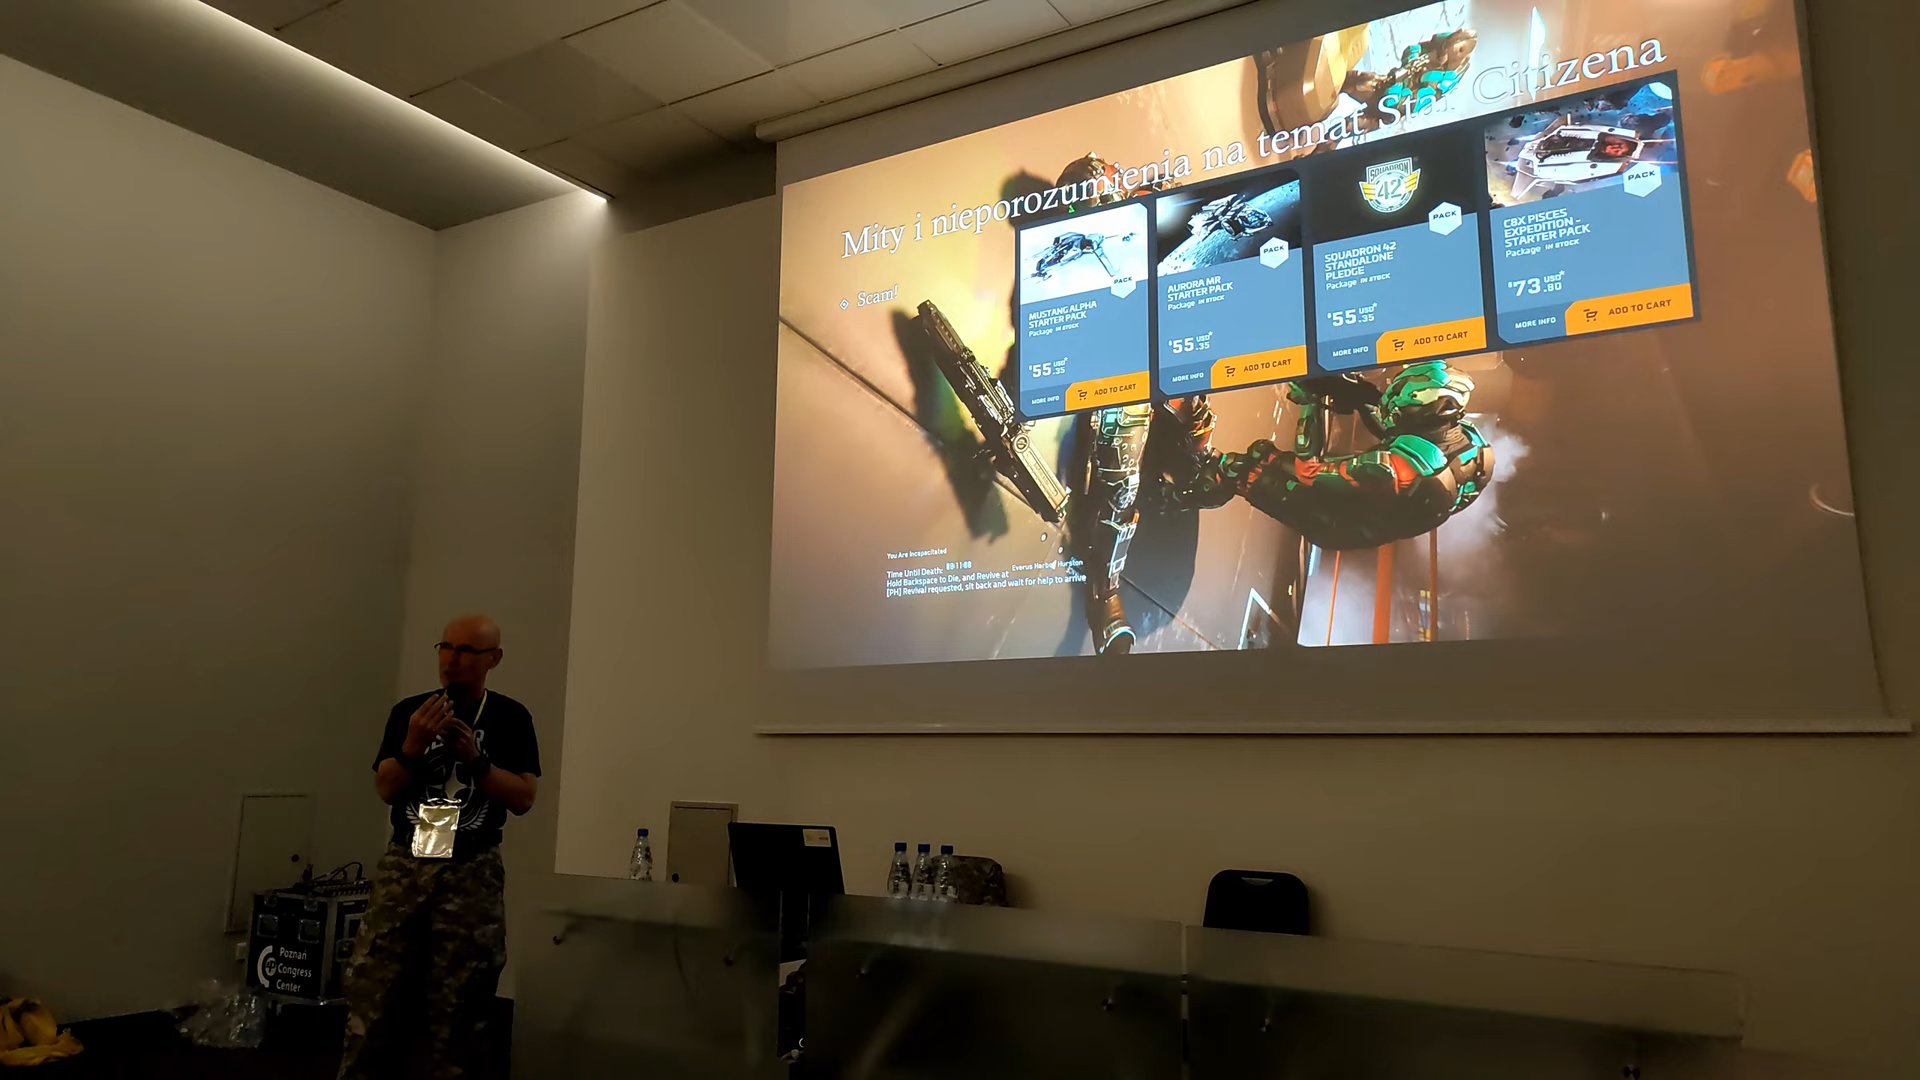 Mity i nieporozumienia na temat Star Citizena
Scam!
MUSTANG ALPHA
STARTER PACK
Package IN STOCK
PACK
$55.35 USD*
MORE INFO
ADD TO CART
AURORA MR
STARTER PACK
Package IN STOCK
PACK
$55.35 USD*
MORE INFO
ADD TO CART
SQUADRON
42
PACK
SQUADRON 42
STANDALONE
PLEDGE
Package IN STOCK
$55.35 USD*
MORE INFO
ADD TO CART
PACK
C8X PISCES
EXPEDITION -
STARTER PACK
Package IN STOCK
$73.80 USD*
MORE INFO
ADD TO CART
You Are Incapacitated
Time Until Death:
Everus Harbor Hurston
Hold Backspace to Die, and Revive at
[PH] Revival requested, sit back and wait for help to arrive
Poznań
Congress
Center